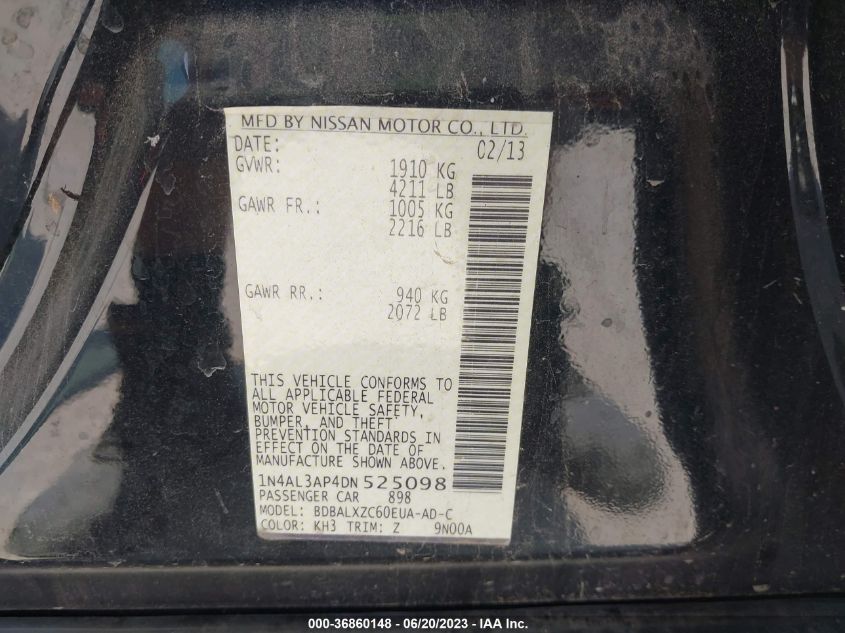 MFD BY NISSAN MOTOR CO., LTD.
DATE: 02/13
GVWR: 1910 KG
4211 LB
GAWR FR.: 1005 KG
2216 LB
GAWR RR.: 940 KG
2072 LB
THIS VEHICLE CONFORMS TO
ALL APPLICABLE FEDERAL
MOTOR VEHICLE SAFETY,
BUMPER, AND THEFT
PREVENTION STANDARDS IN
EFFECT ON THE DATE OF
MANUFACTURE SHOWN ABOVE.
1N4AL3AP4DN 525098
PASSENGER CAR 898
MODEL: BDBALXZC60EUA-AD-C
COLOR: KH3 TRIM: Z 9N00A
000-36860148 - 06/20/2023 - IAA Inc.